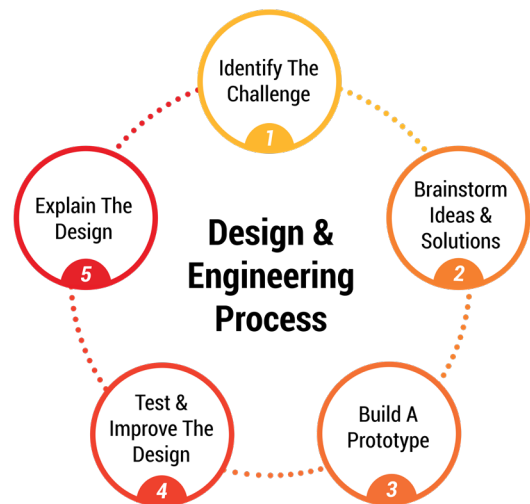 Identify The
Challenge
1
Brainstorm
Ideas &
Solutions
2
Build A
Prototype
3
Test &
Improve The
Design
4
Explain The
Design
5
Design &
Engineering
Process